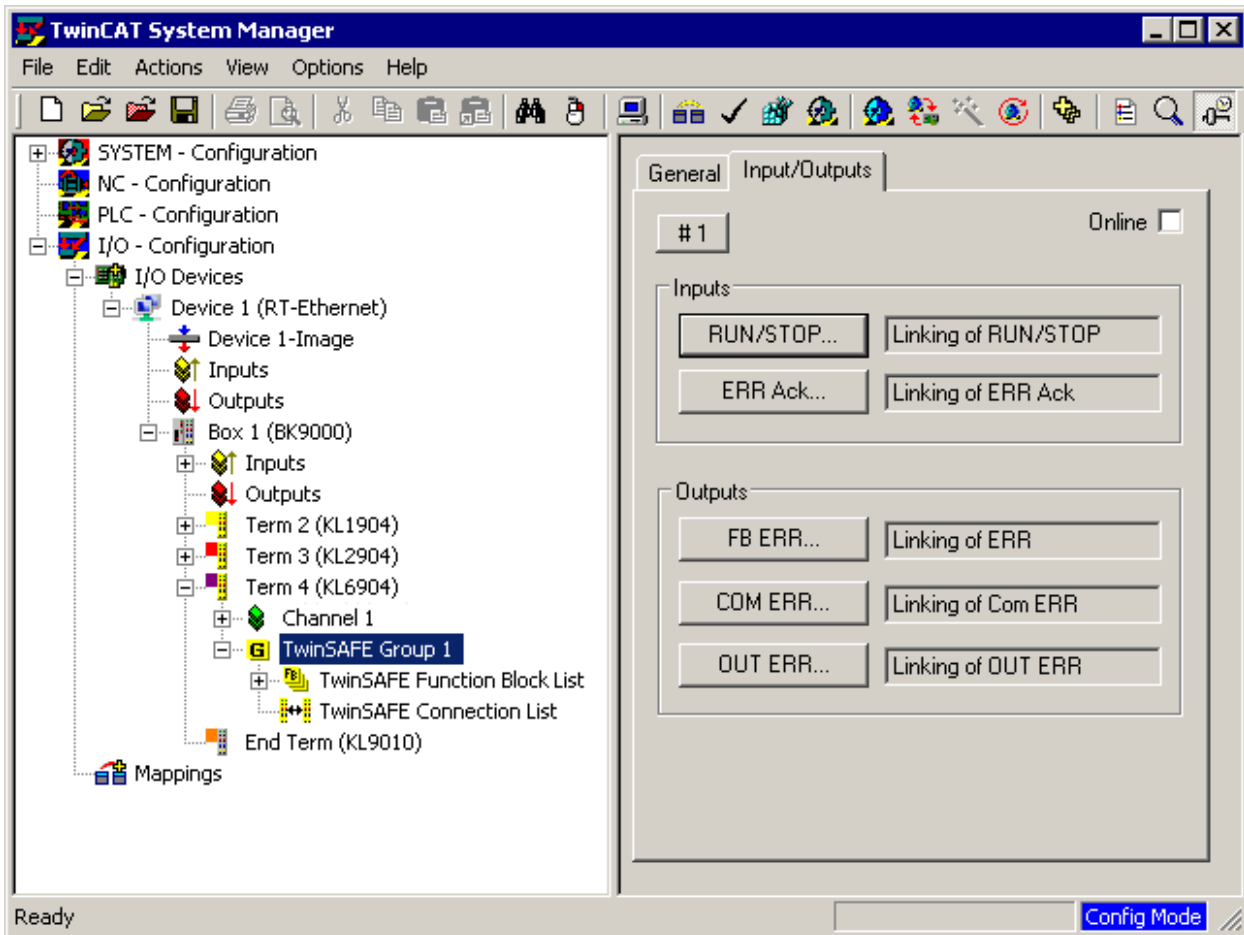 TwinCAT System Manager
File Edit Actions View Options Help
SYSTEM - Configuration
NC - Configuration
PLC - Configuration
I/O - Configuration
I/O Devices
Device 1 (RT-Ethernet)
Device 1-Image
Inputs
Outputs
Box 1 (BK9000)
Inputs
Outputs
Term 2 (KL1904)
Term 3 (KL2904)
Term 4 (KL6904)
Channel 1
G TwinSAFE Group 1
FB TwinSAFE Function Block List
TwinSAFE Connection List
End Term (KL9010)
Mappings
General Input/Outputs
# 1 Online
Inputs
RUN/STOP... Linking of RUN/STOP
ERR Ack... Linking of ERR Ack
Outputs
FB ERR... Linking of ERR
COM ERR... Linking of Com ERR
OUT ERR... Linking of OUT ERR
Ready Config Mode